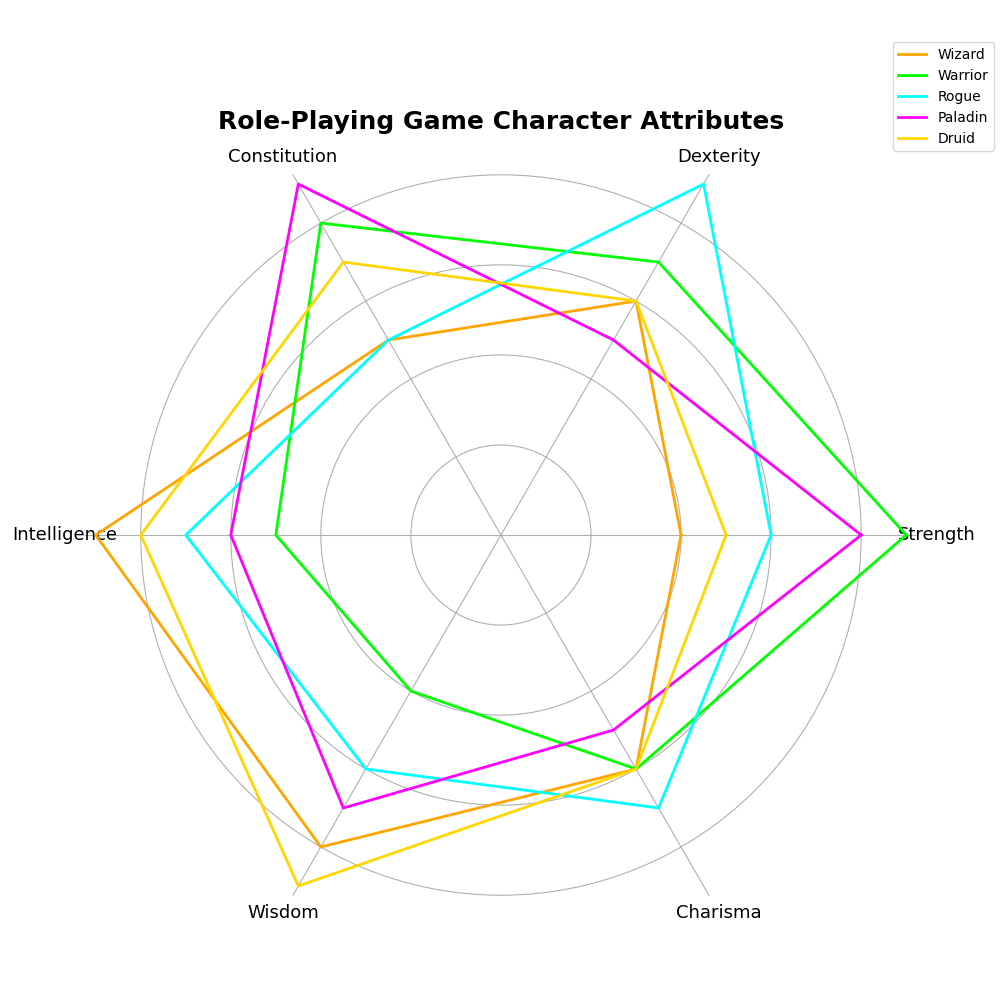 Wizard
Warrior
Rogue
Paladin
Druid
Role-Playing Game Character Attributes
Constitution
Dexterity
Intelligence
Strength
Wisdom
Charisma